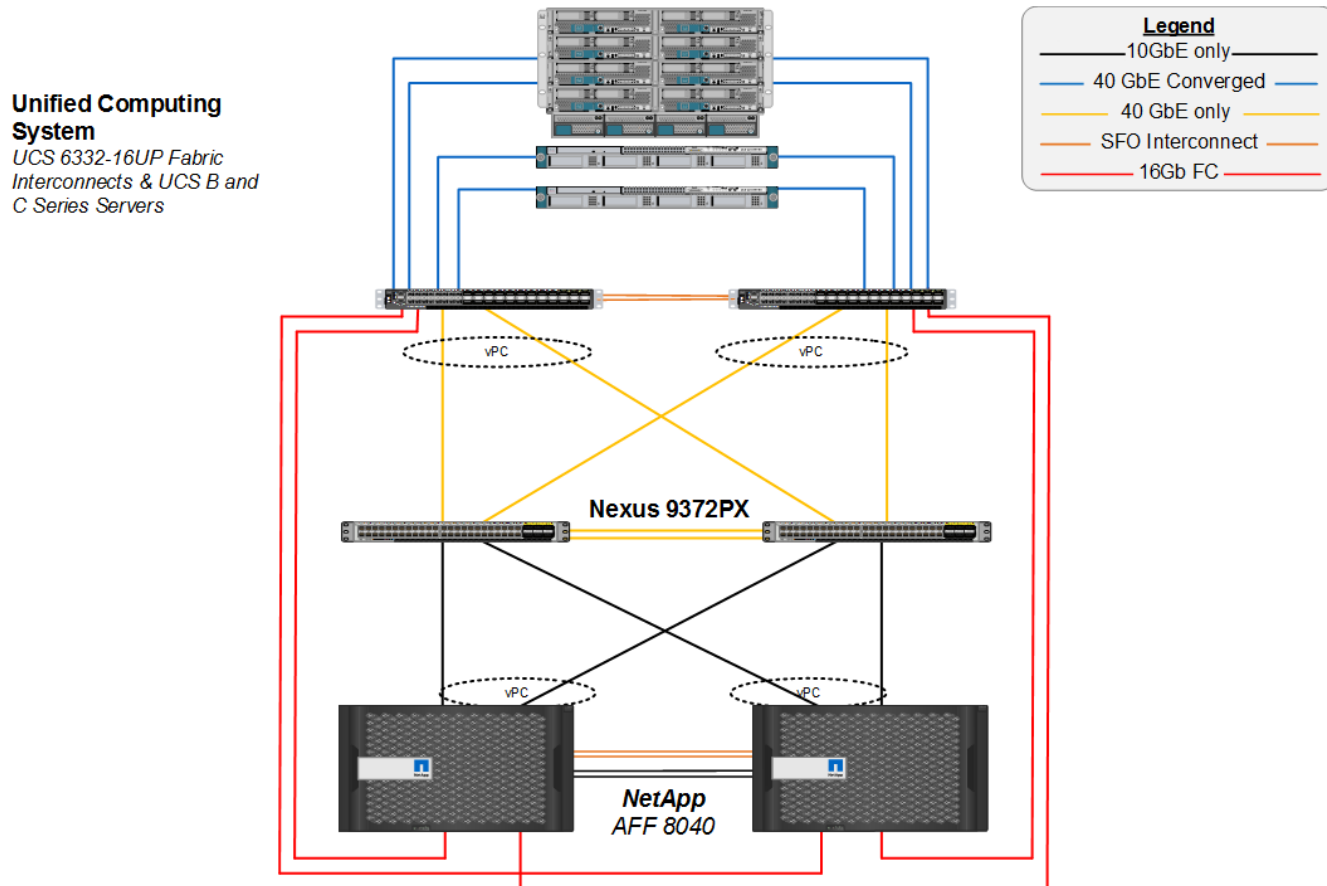 Legend
10GbE only
40 GbE Converged
40 GbE only
SFO Interconnect
16Gb FC
Unified Computing
System
UCS 6332-16UP Fabric
Interconnects & UCS B and
C Series Servers
vPC
vPC
Nexus 9372PX
vPC
vPC
NetApp
AFF 8040